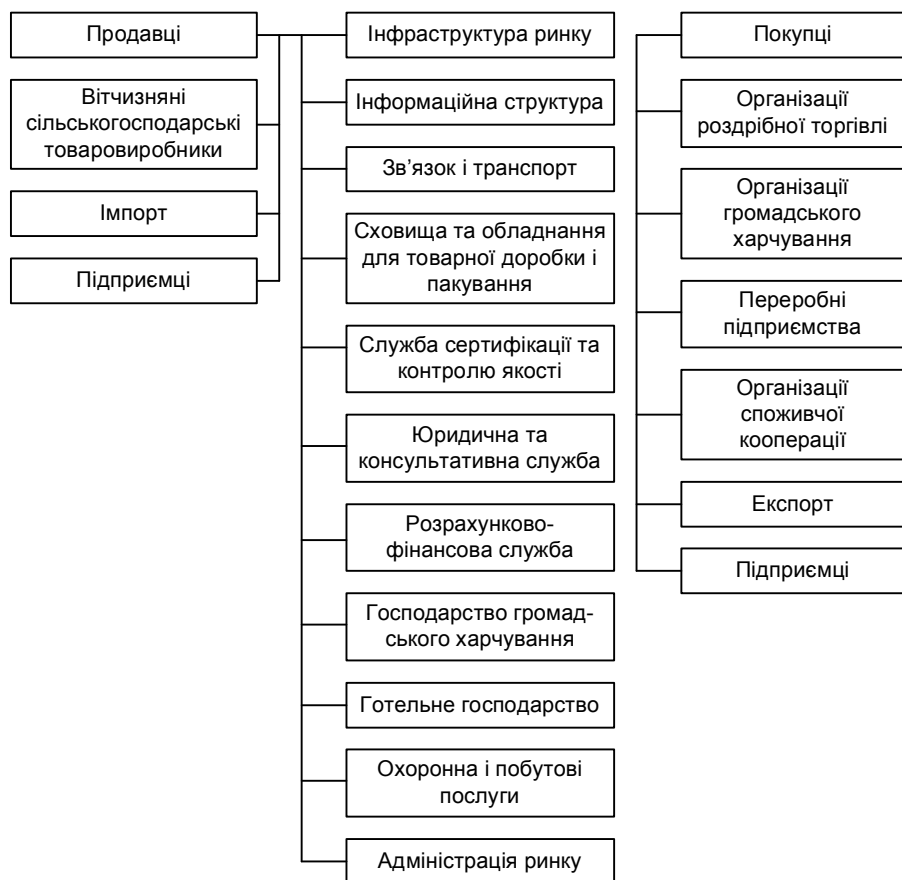 Продавці
Вітчизняні
сільськогосподарські
товаровиробники
Імпорт
Підприємці
Інфраструктура ринку
Інформаційна структура
Зв’язок і транспорт
Сховища та обладнання
для товарної доробки і
пакування
Служба сертифікації та
контролю якості
Юридична та
консультативна служба
Розрахунково-
фінансова служба
Господарство громад-
ського харчування
Готельне господарство
Охоронна і побутові
послуги
Адміністрація ринку
Покупці
Організації
роздрібної торгівлі
Організації
громадського
харчування
Переробні
підприємства
Організації
споживчої
кооперації
Експорт
Підприємці